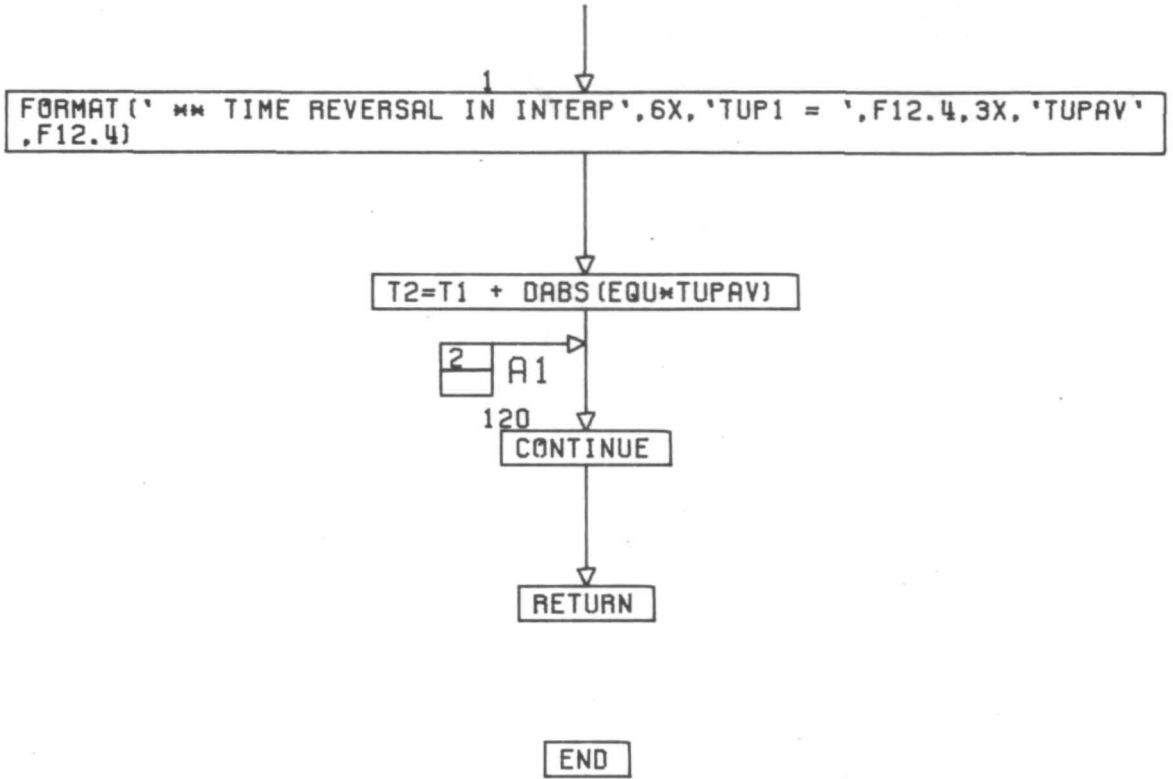 1
FORMAT(' ** TIME REVERSAL IN INTERP',6X,'TUP1 = ',F12.4,3X,'TUPAV'
,F12.4)
T2=T1 + DABS(EQU*TUPAV)
2
A1
120
CONTINUE
RETURN
END